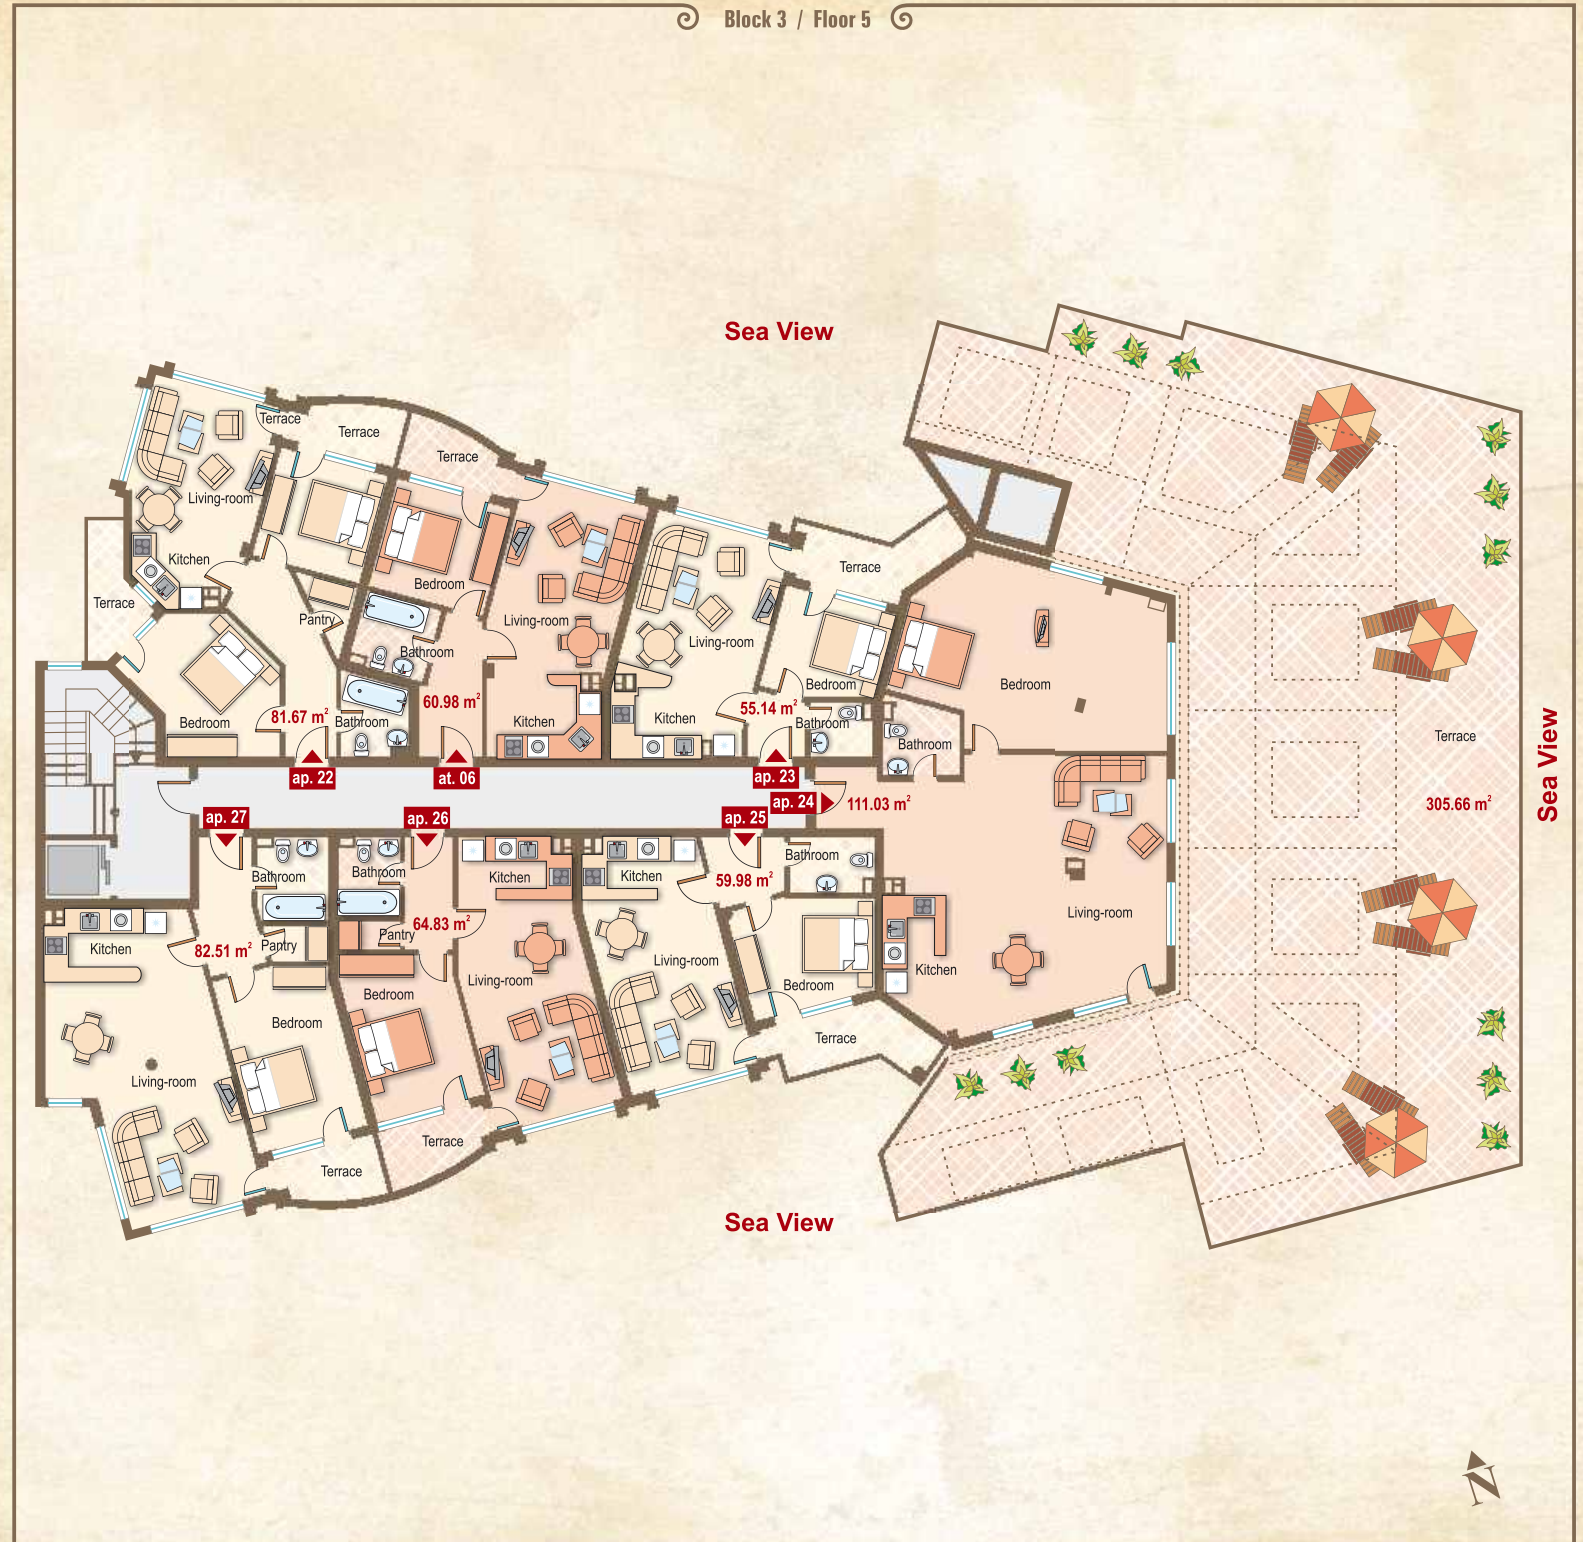 Block 3 / Floor 5
Sea View
Terrace
Terrace
Terrace
Living-room
Kitchen
Terrace
Pantry
Bedroom
81.67 m²
Bathroom
ap. 22
Bedroom
Bathroom
60.98 m²
Living-room
Kitchen
at. 06
Living-room
Kitchen
Terrace
Bedroom
55.14 m²
Bathroom
ap. 23
Bedroom
Bathroom
ap. 24
111.03 m²
Living-room
Kitchen
Terrace
305.66 m²
Sea View
ap. 27
Bathroom
Pantry
82.51 m²
Kitchen
Bedroom
Living-room
Terrace
ap. 26
Bathroom
Pantry
64.83 m²
Kitchen
Bedroom
Living-room
Terrace
ap. 25
Kitchen
59.98 m²
Bathroom
Living-room
Bedroom
Terrace
Sea View
N